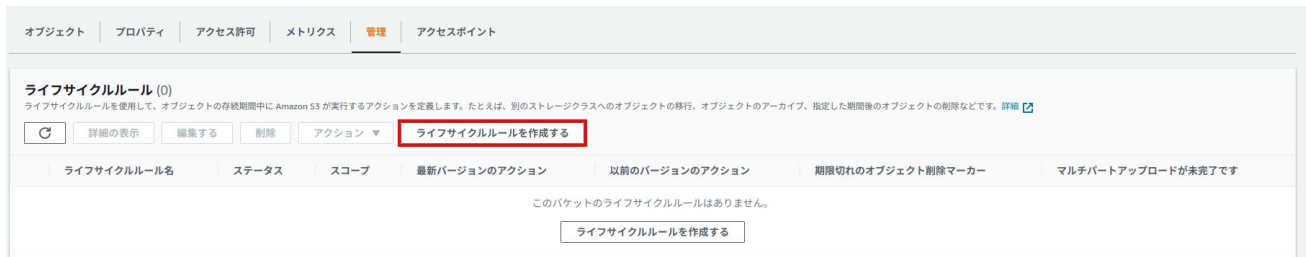 オブジェクト プロパティ アクセス許可 メトリクス 管理 アクセスポイント
ライフサイクルルール (0)
ライフサイクルルールを使用して、オブジェクトの存続期間中に Amazon S3 が実行するアクションを定義します。たとえば、別のストレージクラスへのオブジェクトの移行、オブジェクトのアーカイブ、指定した期間後のオブジェクトの削除などです。詳細
詳細の表示 編集する 削除 アクション ▼ ライフサイクルルールを作成する
ライフサイクルルール名 ステータス スコープ 最新バージョンのアクション 以前のバージョンのアクション 期限切れのオブジェクト削除マーカー マルチパートアップロードが未完了です
このバケットのライフサイクルルールはありません。
ライフサイクルルールを作成する